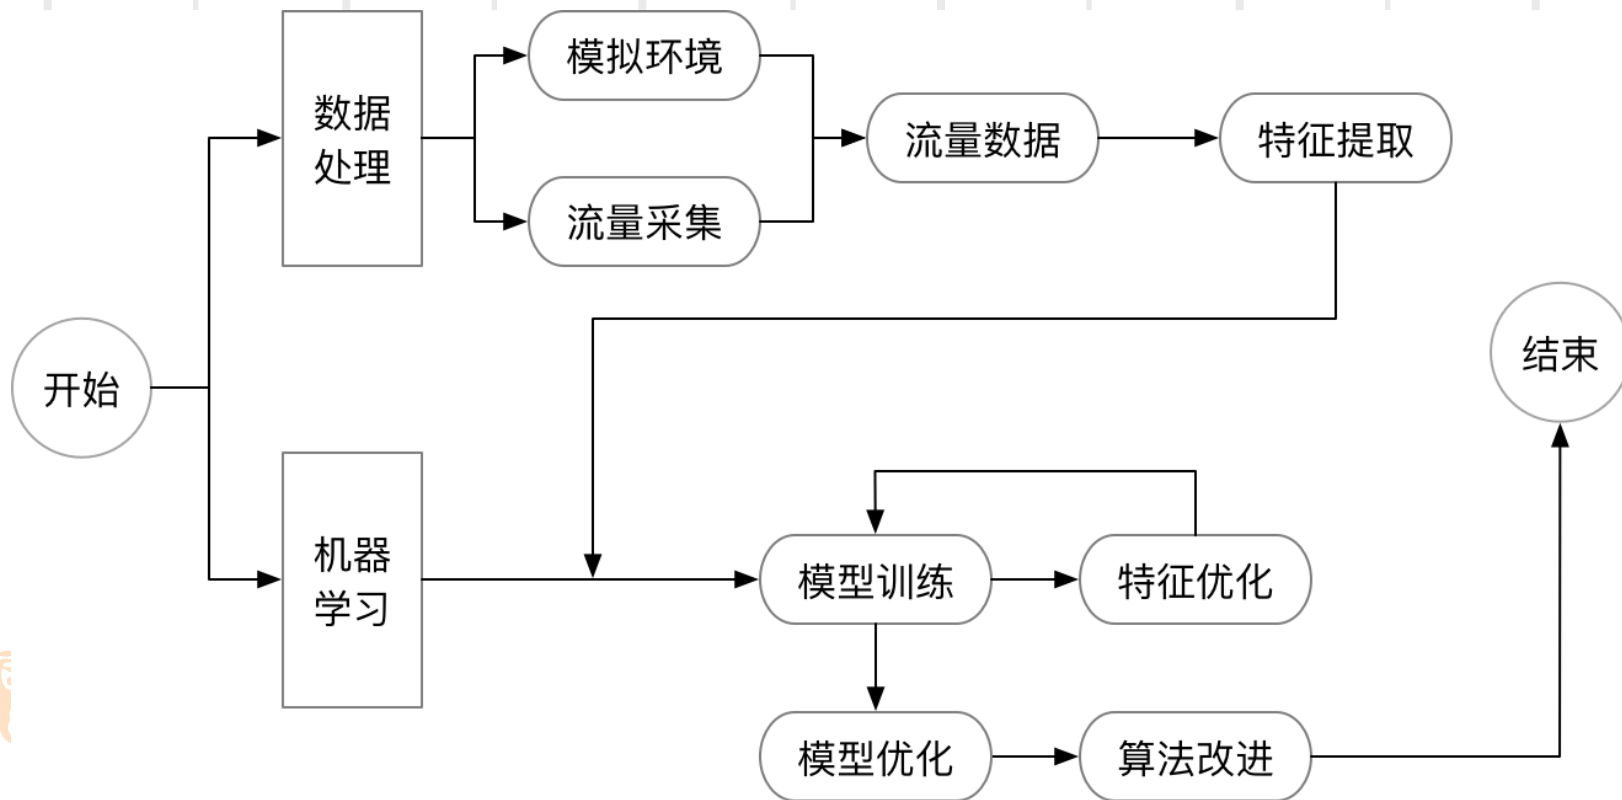 模拟环境
数据
处理
流量数据
特征提取
流量采集
开始
结束
机器
学习
模型训练
特征优化
模型优化
算法改进